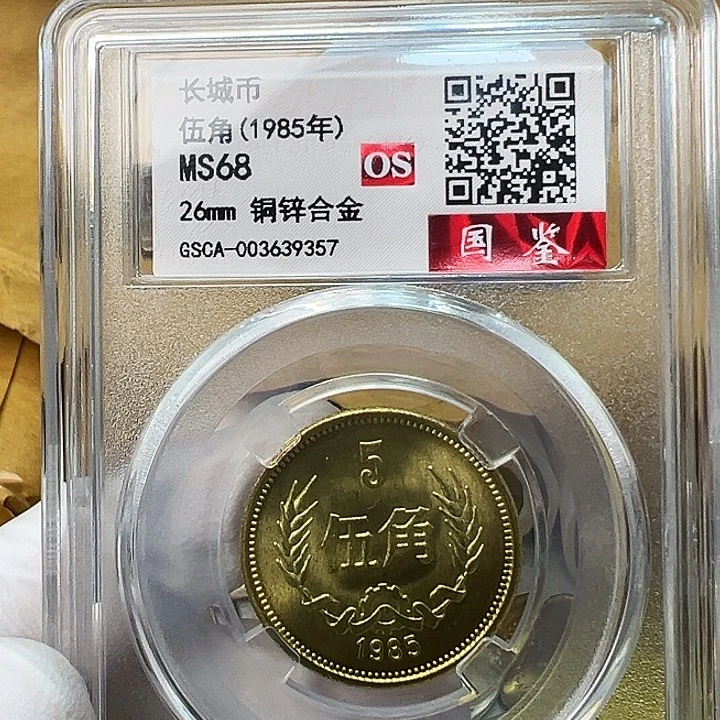 长城币
伍角(1985年)
MS68
OS
26mm 铜锌合金
GSCA-003639357
国鉴
5
伍角
1985